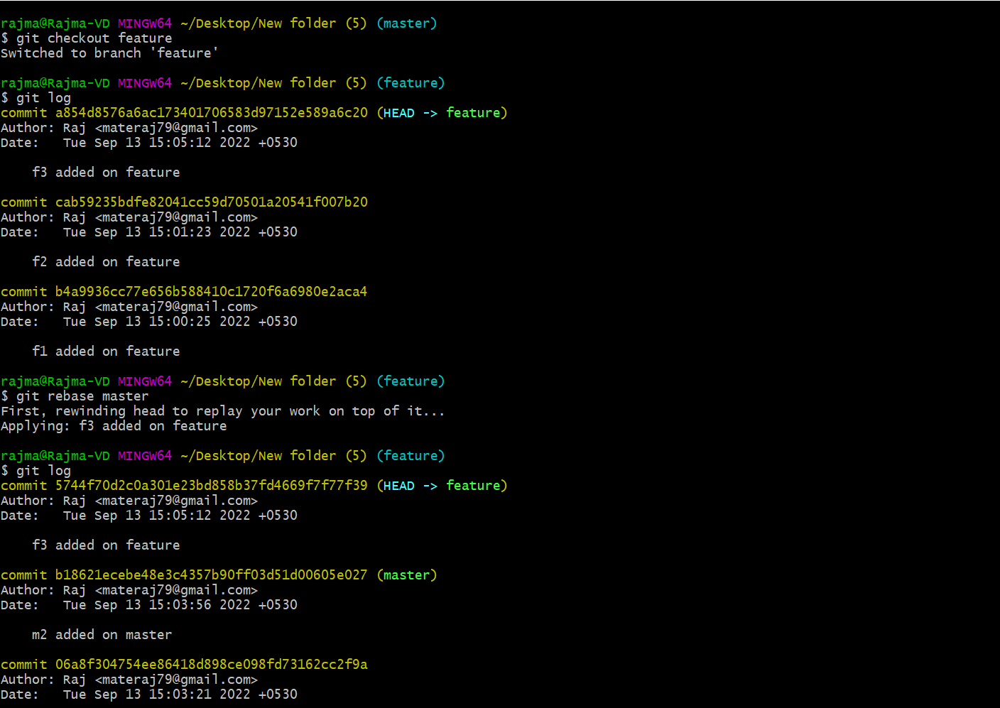 rajma@Rajma-VD MINGW64 ~/Desktop/New folder (5) (master)
$ git checkout feature
Switched to branch 'feature'
rajma@Rajma-VD MINGW64 ~/Desktop/New folder (5) (feature)
$ git log
commit a854d8576a6ac173401706583d97152e589a6c20 (HEAD -> feature)
Author: Raj <materaj79@gmail.com>
Date:   Tue Sep 13 15:05:12 2022 +0530
    f3 added on feature
commit cab59235bdfe82041cc59d70501a20541f007b20
Author: Raj <materaj79@gmail.com>
Date:   Tue Sep 13 15:01:23 2022 +0530
    f2 added on feature
commit b4a9936cc77e656b588410c1720f6a6980e2aca4
Author: Raj <materaj79@gmail.com>
Date:   Tue Sep 13 15:00:25 2022 +0530
    f1 added on feature
rajma@Rajma-VD MINGW64 ~/Desktop/New folder (5) (feature)
$ git rebase master
First, rewinding head to replay your work on top of it...
Applying: f3 added on feature
rajma@Rajma-VD MINGW64 ~/Desktop/New folder (5) (feature)
$ git log
commit 5744f70d2c0a301e23bd858b37fd4669f7f77f39 (HEAD -> feature)
Author: Raj <materaj79@gmail.com>
Date:   Tue Sep 13 15:05:12 2022 +0530
    f3 added on feature
commit b18621ecebe48e3c4357b90ff03d51d00605e027 (master)
Author: Raj <materaj79@gmail.com>
Date:   Tue Sep 13 15:03:56 2022 +0530
    m2 added on master
commit 06a8f304754ee86418d898ce098fd73162cc2f9a
Author: Raj <materaj79@gmail.com>
Date:   Tue Sep 13 15:03:21 2022 +0530